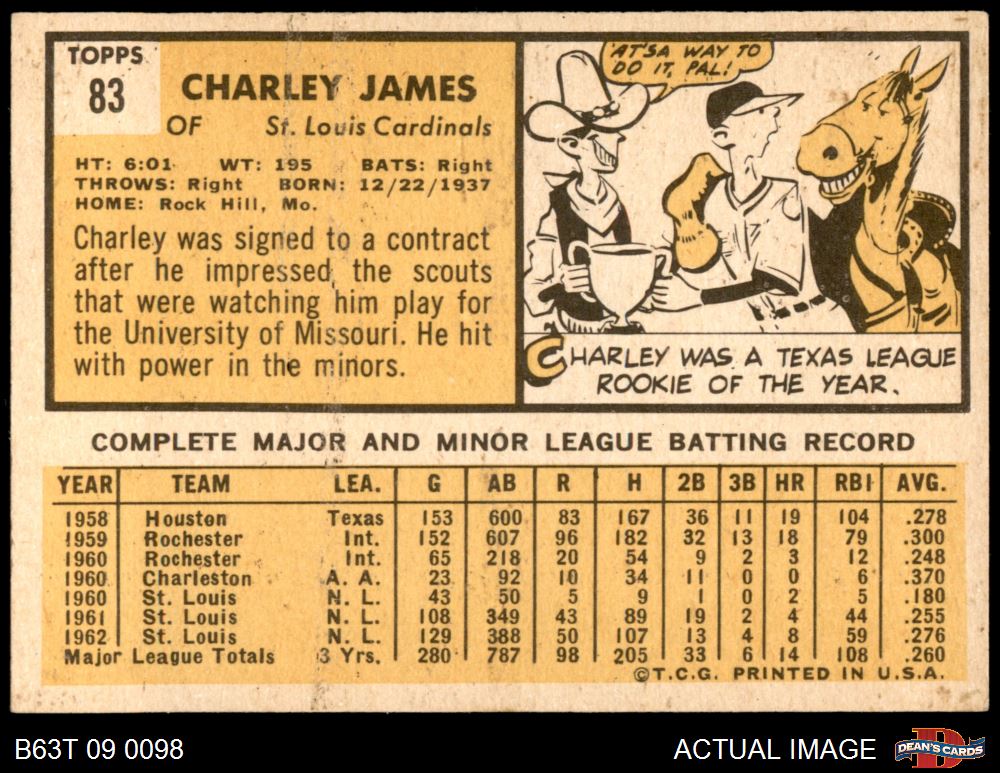 TOPPS
83
CHARLEY JAMES
OF St. Louis Cardinals
HT: 6:01 WT: 195 BATS: Right
THROWS: Right BORN: 12/22/1937
HOME: Rock Hill, Mo.
Charley was signed to a contract
after he impressed the scouts
that were watching him play for
the University of Missouri. He hit
with power in the minors.
'AT'SA WAY TO
DO IT, PAL!
CHARLEY WAS A TEXAS LEAGUE
ROOKIE OF THE YEAR.
COMPLETE MAJOR AND MINOR LEAGUE BATTING RECORD
YEAR TEAM LEA. G AB R H 2B 3B HR RBI AVG.
1958 Houston Texas 153 600 83 167 36 11 19 104 .278
1959 Rochester Int. 152 607 96 182 32 13 18 79 .300
1960 Rochester Int. 65 218 20 54 9 2 3 12 .248
1960 Charleston A. A. 23 92 10 34 11 0 0 6 .370
1960 St. Louis N. L. 43 50 5 9 1 0 2 5 .180
1961 St. Louis N. L. 108 349 43 89 19 2 4 44 .255
1962 St. Louis N. L. 129 388 50 107 13 4 8 59 .276
Major League Totals 3 Yrs. 280 787 98 205 33 6 14 108 .260
©T.C.G. PRINTED IN U.S.A.
B63T 09 0098 ACTUAL IMAGE
D
DEAN'S CARDS